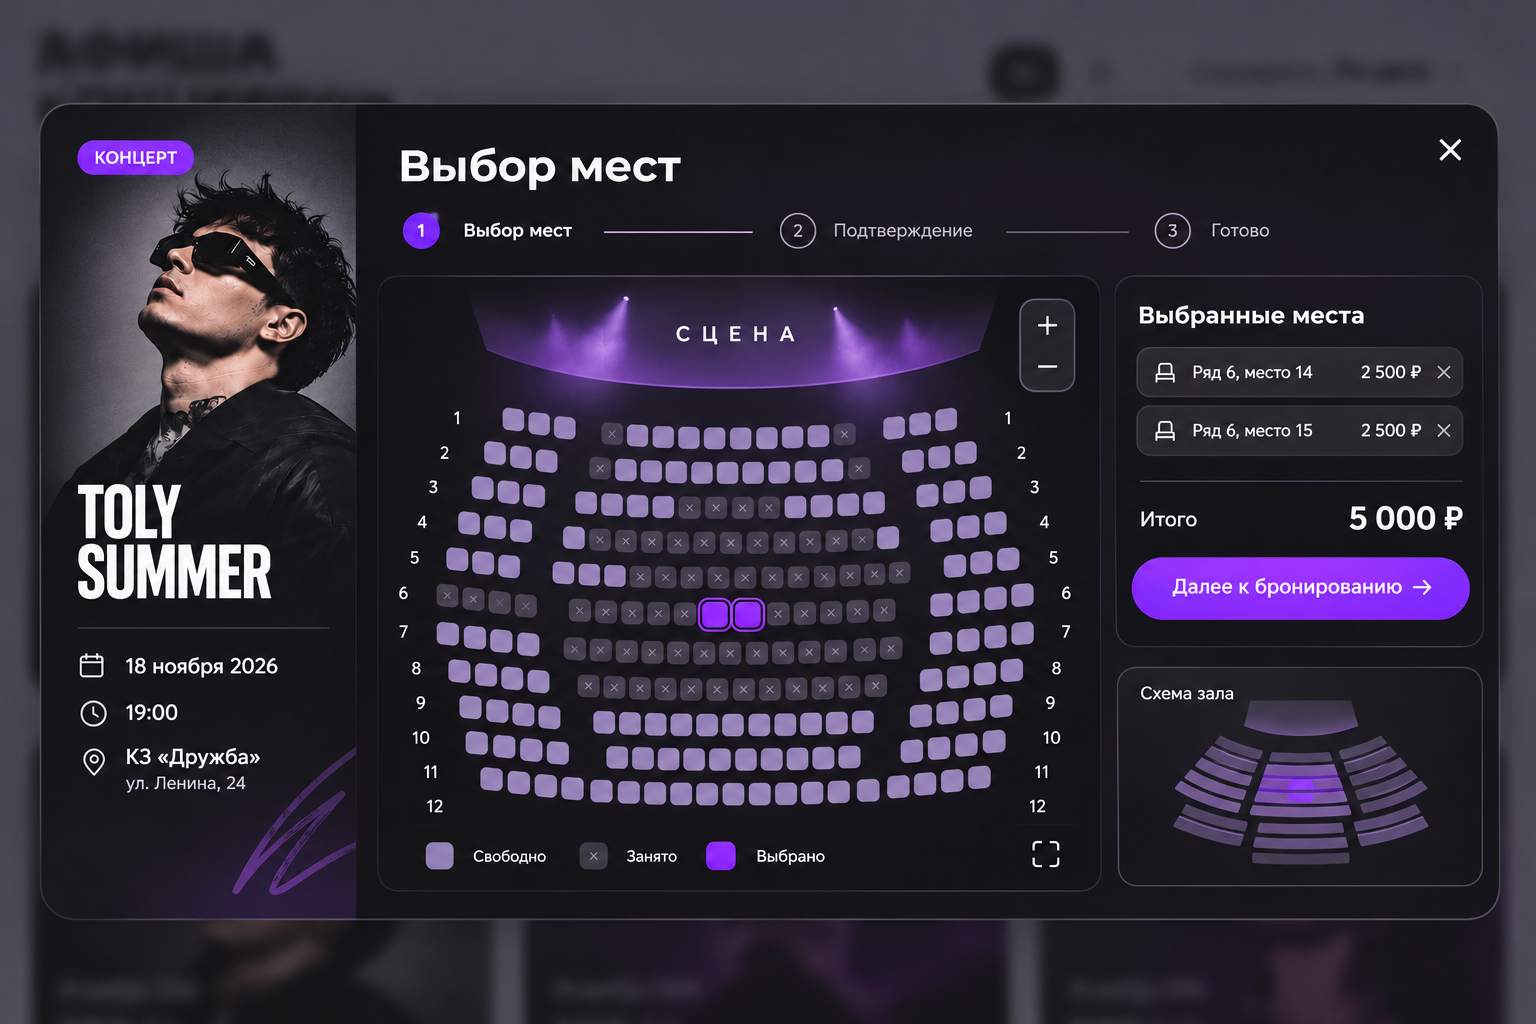 АФИША
КОНЦЕРТ
TOLY
SUMMER
18 ноября 2026
19:00
КЗ «Дружба»
ул. Ленина, 24
Выбор мест
1 Выбор мест
2 Подтверждение
3 Готово
СЦЕНА
+
−
1 1
2 2
3 3
4 4
5 5
6 6
7 7
8 8
9 9
10 10
11 11
12 12
Свободно
Занято
Выбрано
Выбранные места
Ряд 6, место 14 2 500 ₽
Ряд 6, место 15 2 500 ₽
Итого 5 000 ₽
Далее к бронированию →
Схема зала